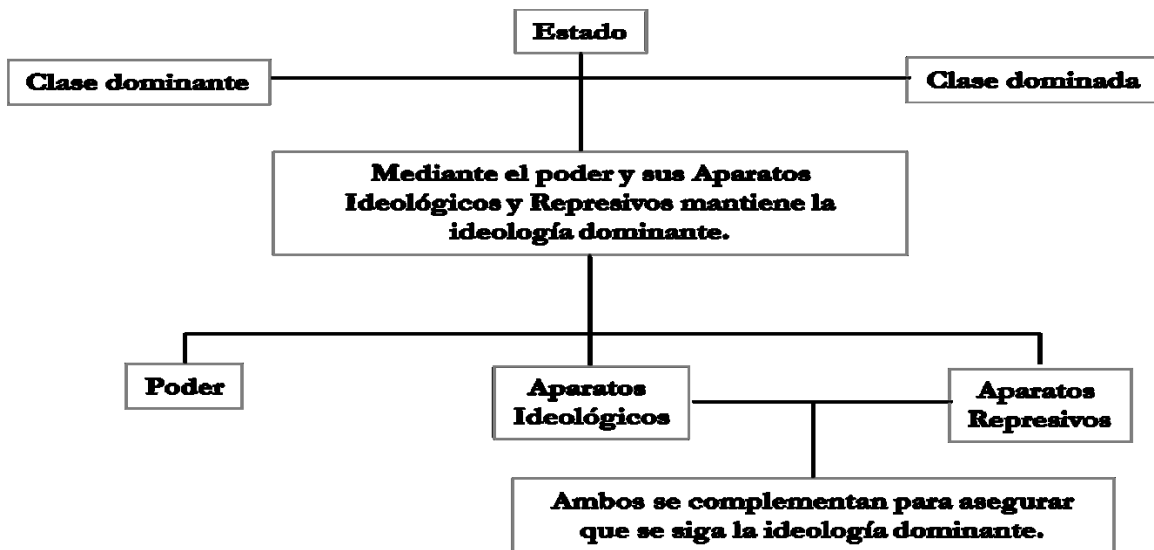 Estado
Clase dominante
Clase dominada
Mediante el poder y sus Aparatos
Ideológicos y Represivos mantiene la
ideología dominante.
Poder
Aparatos
Ideológicos
Aparatos
Represivos
Ambos se complementan para asegurar
que se siga la ideología dominante.